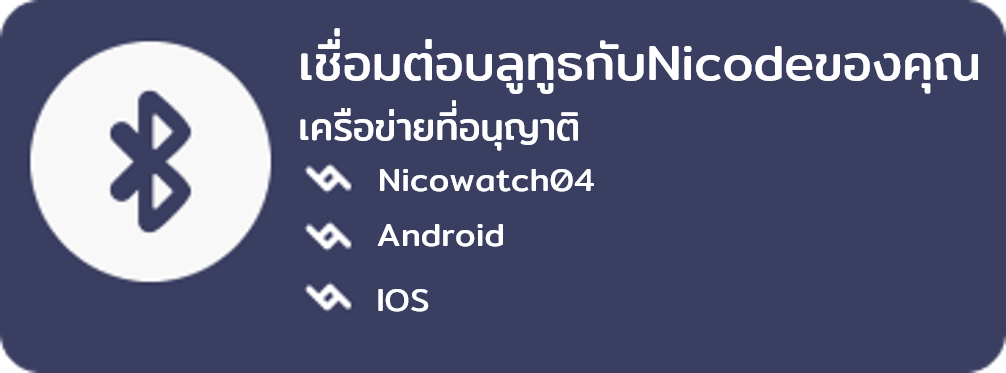 เชื่อมต่อบลูทูธกับNicodeของคุณ
เครือข่ายที่อนุญาติ
Nicowatch04
Android
IOS